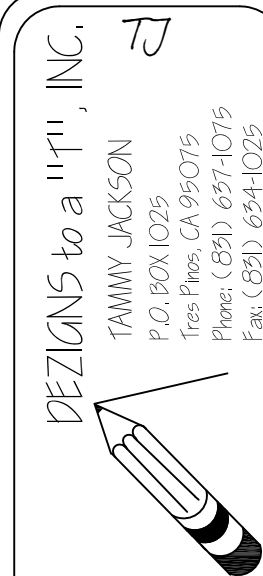 DEZIGNS to a "T", INC.
TAMMY JACKSON
P.O. BOX 1025
Tres Pinos, CA 95075
Phone: (831) 637-1075
Fax: (831) 634-1025
TJ